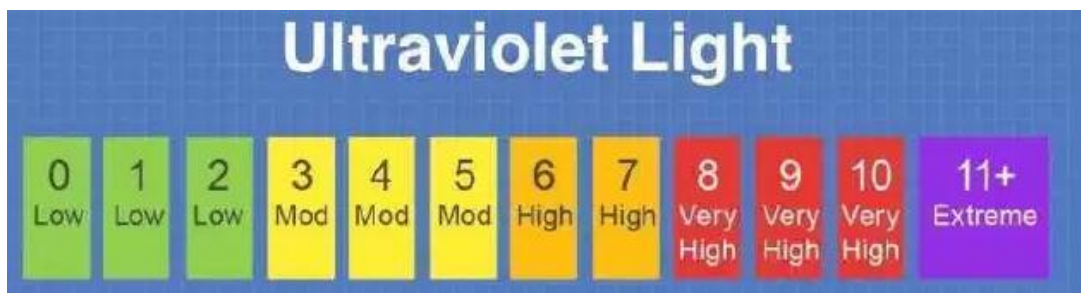 Ultraviolet Light
0 1 2 3 4 5 6 7 8 9 10 11+
Low Low Low Mod Mod Mod High High Very Very Very Extreme
High High High